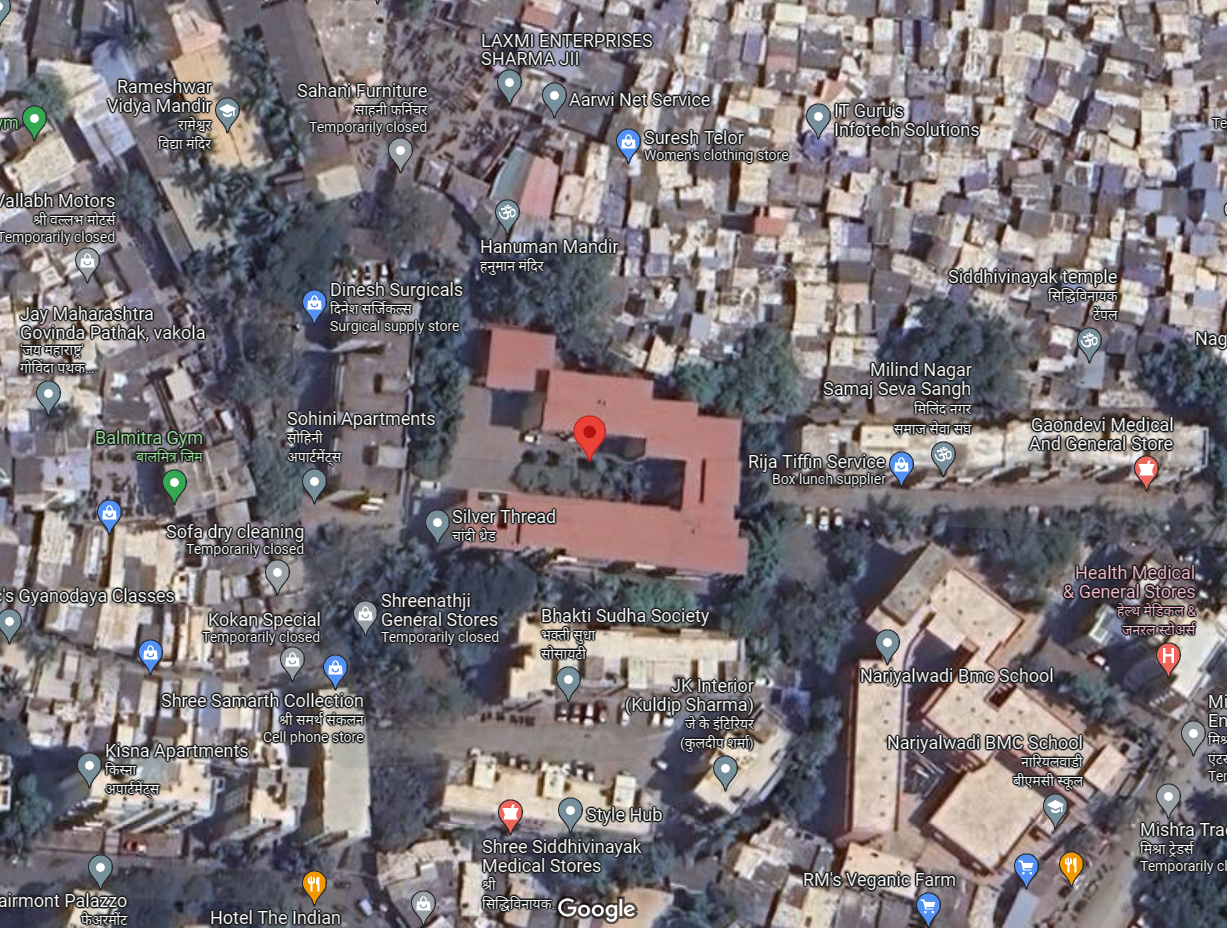 LAXMI ENTERPRISES
SHARMA JII
Rameshwar
Vidya Mandir
रामेश्वर
विद्या मंदिर
Sahani Furniture
साहनी फर्निचर
Temporarily closed
Aarwi Net Service
IT Guru's
Infotech Solutions
Suresh Telor
Women's clothing store
Vallabh Motors
श्री वल्लभ मोटर्स
Temporarily closed
Hanuman Mandir
हनुमान मंदिर
Dinesh Surgicals
दिनेश सर्जिकल्स
Surgical supply store
Siddhivinayak temple
सिद्धिविनायक
टेंपल
Jay Maharashtra
Govinda Pathak, vakola
जय महाराष्ट्र
गोविंदा पथक...
Milind Nagar
Samaj Seva Sangh
मिलिंद नगर
समाज सेवा संघ
Sohini Apartments
सोहिनी
अपार्टमेंट्स
Gaondevi Medical
And General Store
Balmitra Gym
बालमित्र जिम
Rija Tiffin Service
Box lunch supplier
Silver Thread
चांदी थ्रेड
Sofa dry cleaning
Temporarily closed
Health Medical
& General Stores
हेल्थ मेडिकल &
जनरल स्टोअर्स
's Gyanodaya Classes
Shreenathji
General Stores
Temporarily closed
Kokan Special
Temporarily closed
Bhakti Sudha Society
भक्ती सुधा
सोसायटी
Nariyalwadi Bmc School
JK Interior
(Kuldip Sharma)
जे के इंटिरियर
(कुलदीप शर्मा)
Shree Samarth Collection
श्री समर्थ संकलन
Cell phone store
Kisna Apartments
किस्ना
अपार्टमेंट्स
Nariyalwadi BMC School
नारियलवाडी
बीएमसी स्कूल
Style Hub
Shree Siddhivinayak
Medical Stores
श्री
सिद्धिविनायक...
Mishra Tra
मिश्रा ट्रेडर्स
Temporarily cl
RM's Veganic Farm
airmont Palazzo
फेअरमोंट
Hotel The Indian
Google